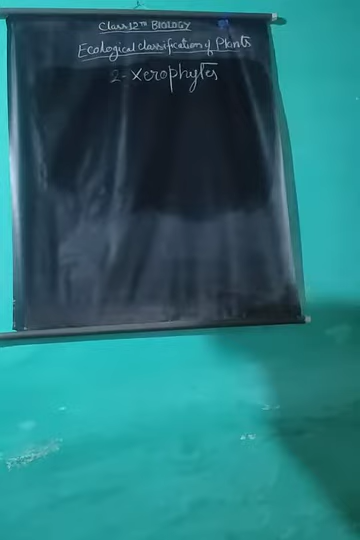 Class 12TH BIOLOGY
Ecological classification of Plants
2- xerophytes